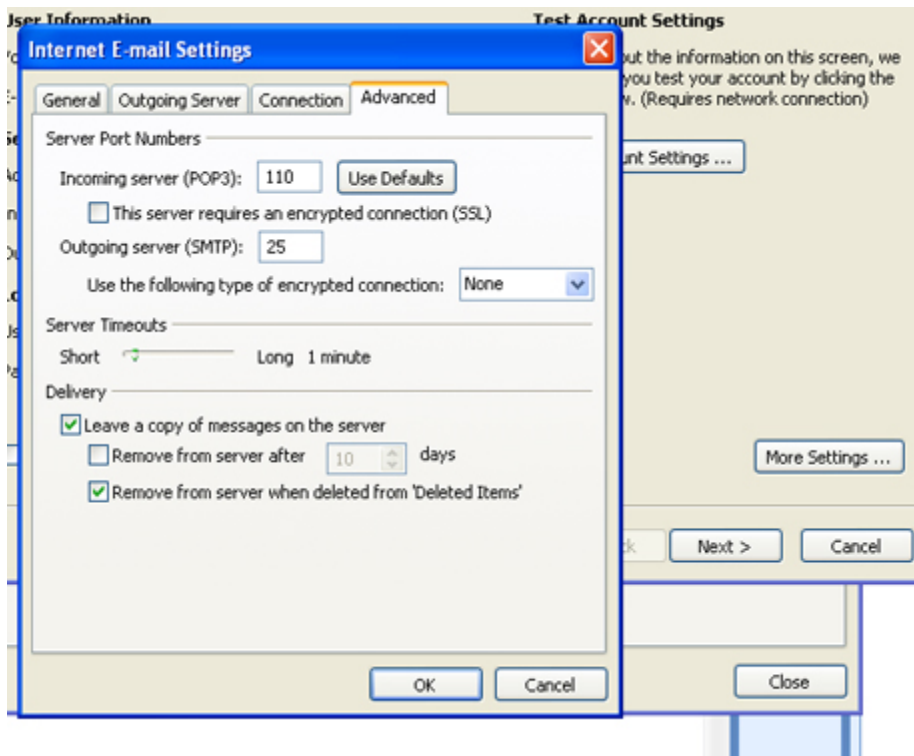 User Information
Test Account Settings
Internet E-mail Settings
out the information on this screen, we
you test your account by clicking the
w. (Requires network connection)
General
Outgoing Server
Connection
Advanced
Server Port Numbers
Settings ...
Incoming server (POP3): 110 Use Defaults
This server requires an encrypted connection (SSL)
Outgoing server (SMTP): 25
Use the following type of encrypted connection: None
Server Timeouts
Short Long 1 minute
Delivery
Leave a copy of messages on the server
Remove from server after 10 days
More Settings ...
Remove from server when deleted from 'Deleted Items'
Next >
Cancel
OK
Cancel
Close